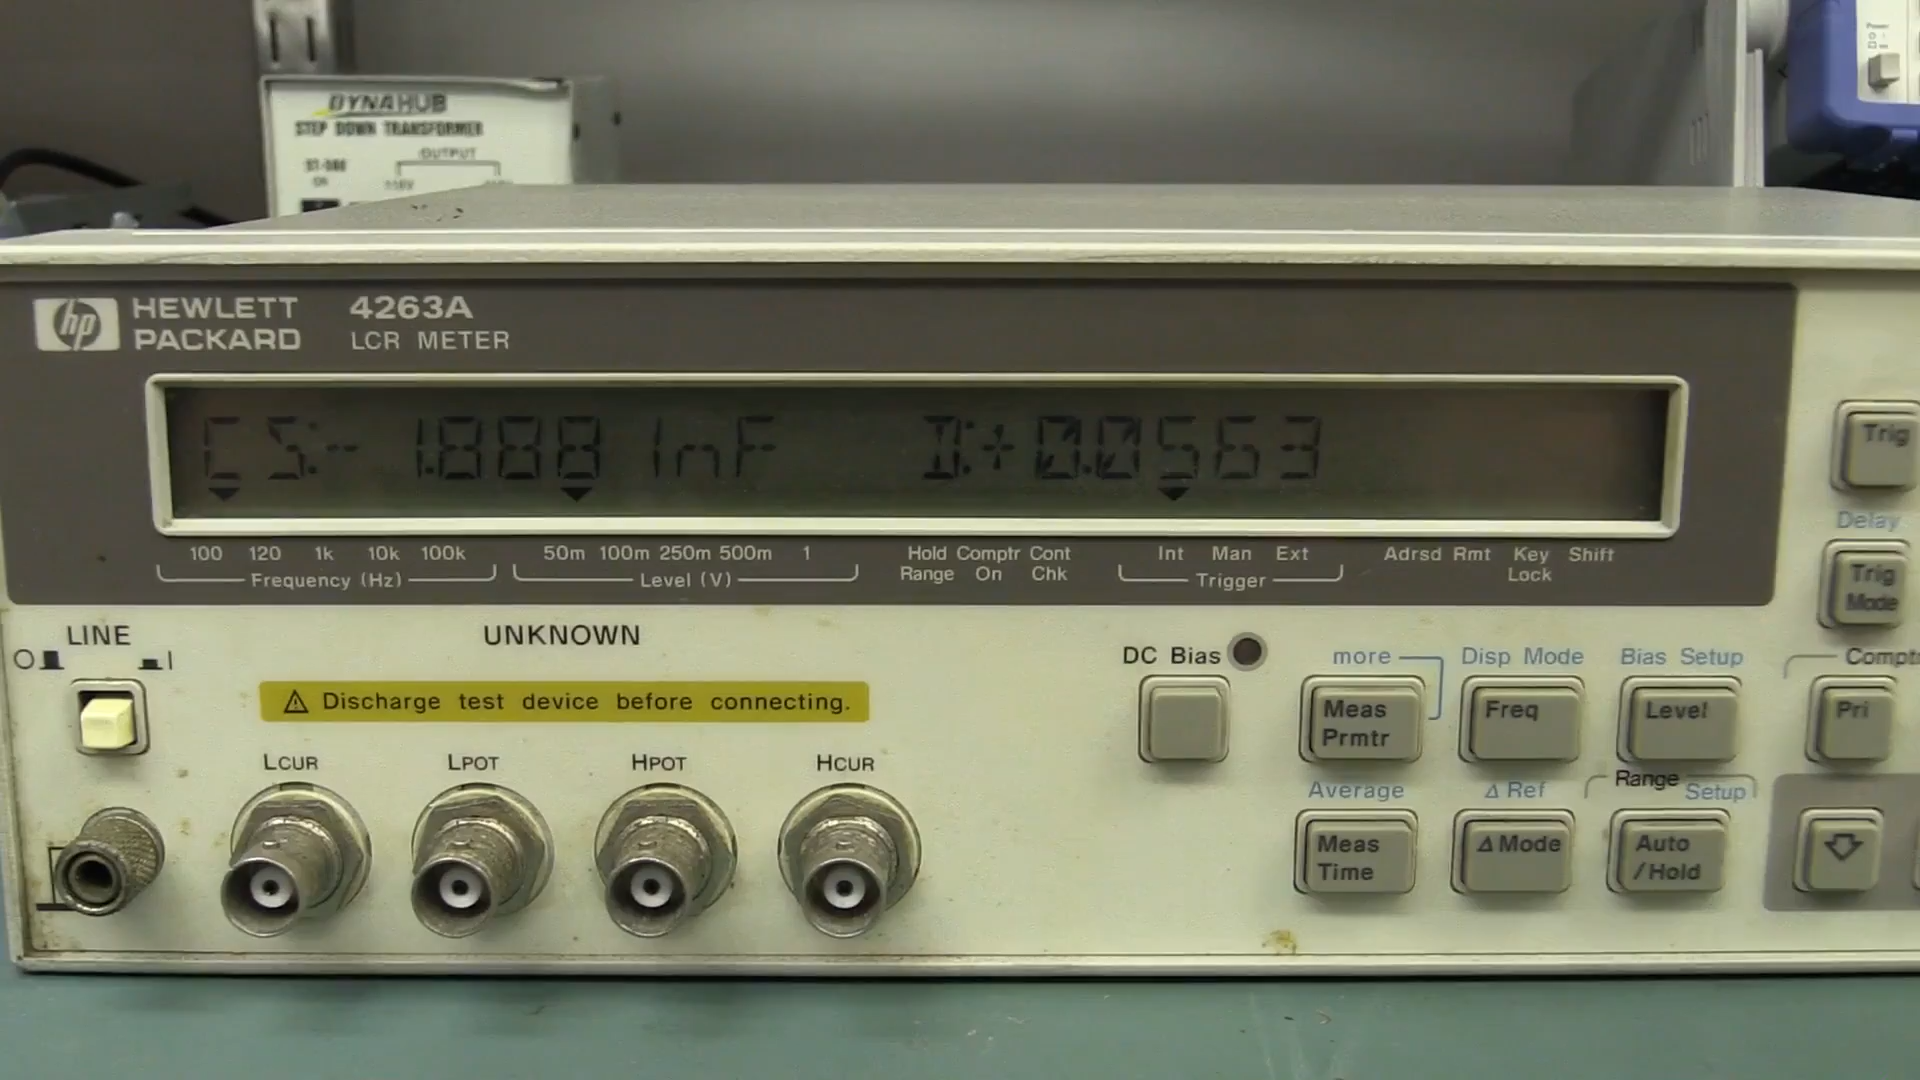 DYNAHUB
STEP DOWN TRANSFORMER
OUTPUT
Power
hp HEWLETT PACKARD
4263A
LCR METER
CS:- 1.8881nF D:+0.0563
100 120 1k 10k 100k
Frequency (Hz)
50m 100m 250m 500m 1
Level (V)
Hold Range
Comptr On
Cont Chk
Int Man Ext
Trigger
Adrsd Rmt
Key Lock
Shift
Trig
Delay
Trig
Mode
LINE
UNKNOWN
⚠ Discharge test device before connecting.
LCUR LPOT HPOT HCUR
DC Bias
more
Disp Mode
Bias Setup
Meas
Prmtr
Freq
Level
Pri
Average
Δ Ref
Range
Setup
Meas
Time
Δ Mode
Auto
/Hold